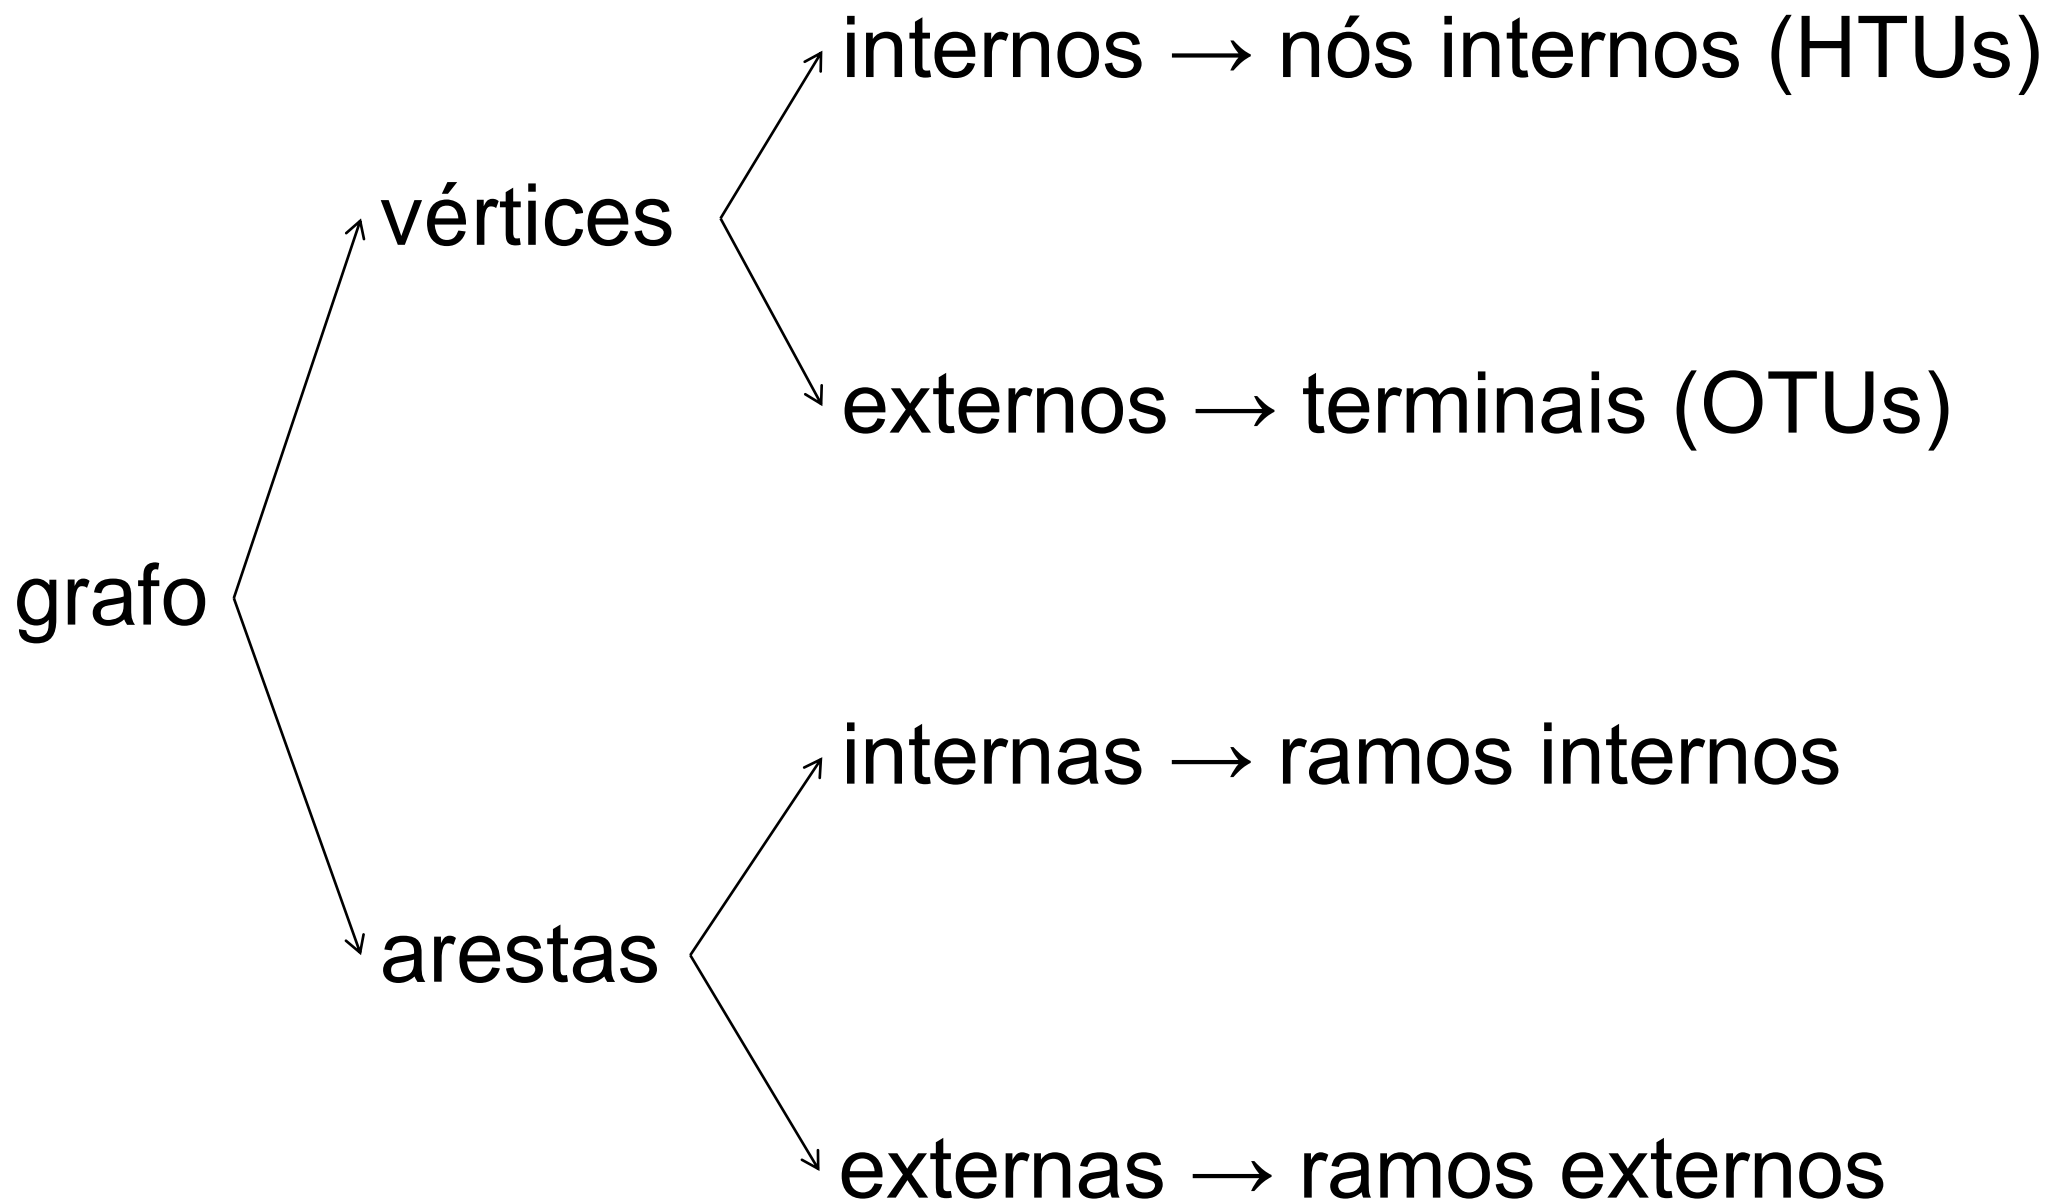 internos → nós internos (HTUs)
vértices
externos → terminais (OTUs)
grafo
internas → ramos internos
arestas
externas → ramos externos